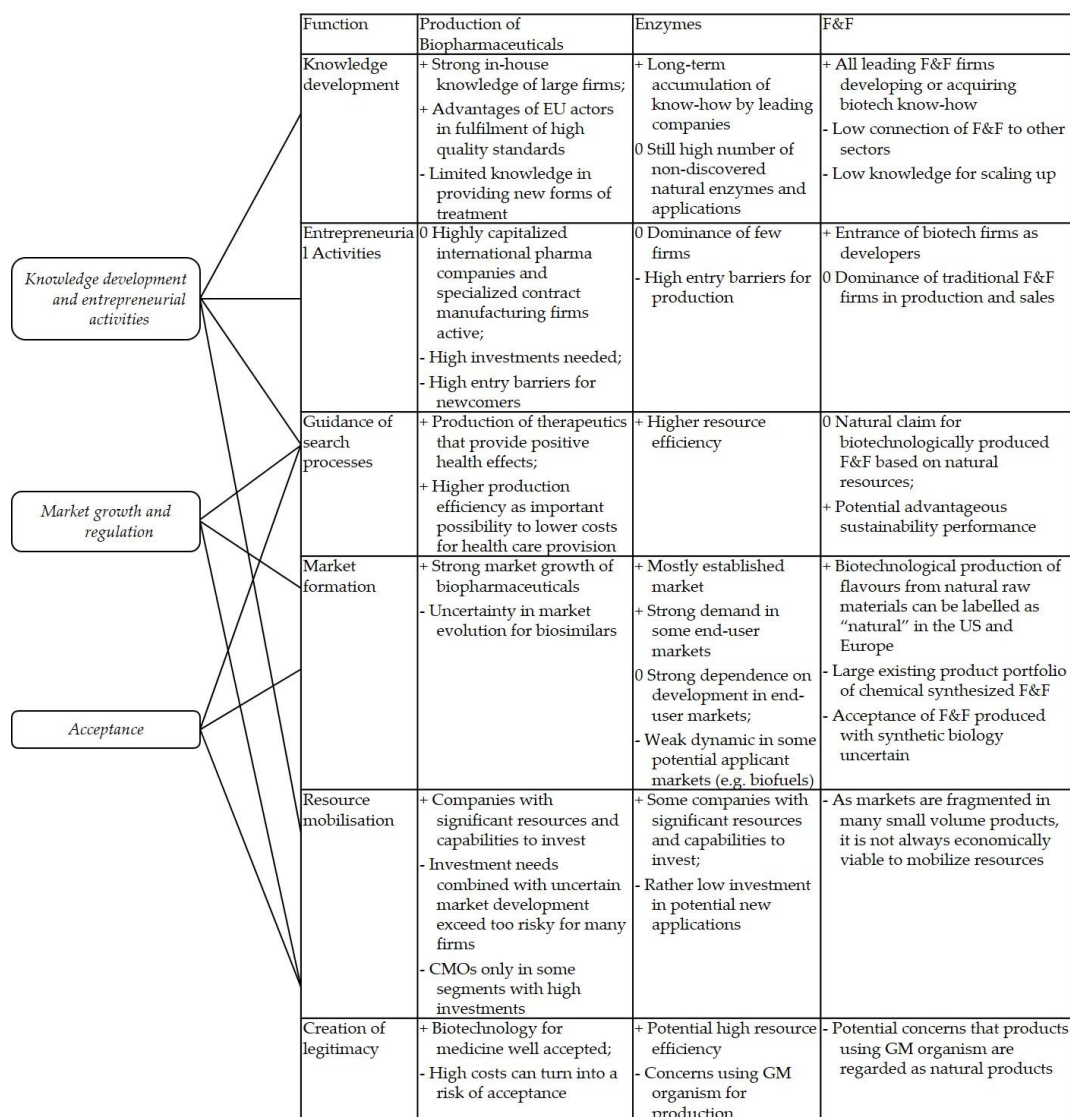 Function
Production of
Biopharmaceuticals
Enzymes
F&F
Knowledge
development
+ Strong in-house
knowledge of large firms;
+ Advantages of EU actors
in fulfilment of high
quality standards
- Limited knowledge in
providing new forms of
treatment
+ Long-term
accumulation of
know-how by leading
companies
0 Still high number of
non-discovered
natural enzymes and
applications
+ All leading F&F firms
developing or acquiring
biotech know-how
- Low connection of F&F to other
sectors
- Low knowledge for scaling up
Knowledge development
and entrepreneurial
activities
Entrepreneuria
l Activities
0 Highly capitalized
international pharma
companies and
specialized contract
manufacturing firms
active;
- High investments needed;
- High entry barriers for
newcomers
0 Dominance of few
firms
- High entry barriers for
production
+ Entrance of biotech firms as
developers
0 Dominance of traditional F&F
firms in production and sales
Guidance of
search
processes
+ Production of therapeutics
that provide positive
health effects;
+ Higher production
efficiency as important
possibility to lower costs
for health care provision
+ Higher resource
efficiency
0 Natural claim for
biotechnologically produced
F&F based on natural
resources;
+ Potential advantageous
sustainability performance
Market growth and
regulation
Market
formation
+ Strong market growth of
biopharmaceuticals
- Uncertainty in market
evolution for biosimilars
+ Mostly established
market
+ Strong demand in
some end-user
markets
0 Strong dependence on
development in end-
user markets;
- Weak dynamic in some
potential applicant
markets (e.g. biofuels)
+ Biotechnological production of
flavours from natural raw
materials can be labelled as
“natural” in the US and
Europe
- Large existing product portfolio
of chemical synthesized F&F
- Acceptance of F&F produced
with synthetic biology
uncertain
Acceptance
Resource
mobilisation
+ Companies with
significant resources and
capabilities to invest
- Investment needs
combined with uncertain
market development
exceed too risky for many
firms
- CMOs only in some
segments with high
investments
+ Some companies with
significant resources
and capabilities to
invest;
- Rather low investment
in potential new
applications
- As markets are fragmented in
many small volume products,
it is not always economically
viable to mobilize resources
Creation of
legitimacy
+ Biotechnology for
medicine well accepted;
- High costs can turn into a
risk of acceptance
+ Potential high resource
efficiency
- Concerns using GM
organism for
production
- Potential concerns that products
using GM organism are
regarded as natural products